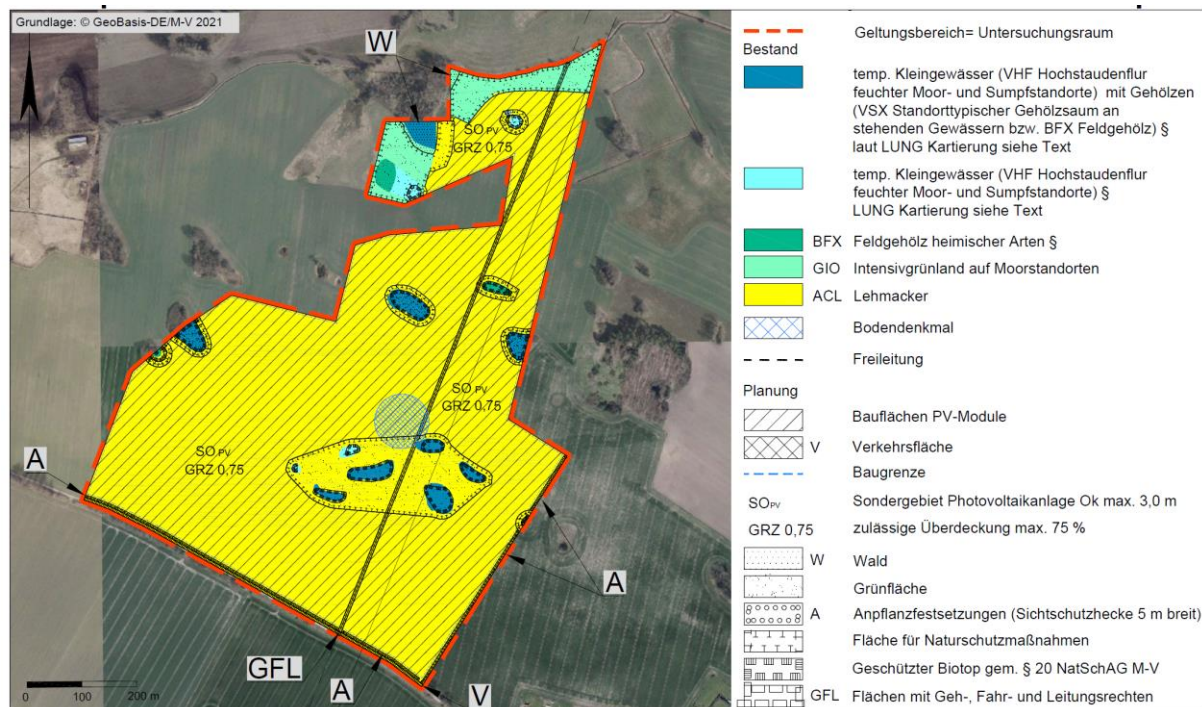 Grundlage: © GeoBasis-DE/M-V 2021
W
SO PV
GRZ 0,75
SO PV
GRZ 0,75
SO PV
GRZ 0,75
A
A
GFL
A
V
0 100 200 m
Geltungsbereich= Untersuchungsraum
Bestand
temp. Kleingewässer (VHF Hochstaudenflur
feuchter Moor- und Sumpfstandorte) mit Gehölzen
(VSX Standorttypischer Gehölzsaum an
stehenden Gewässern bzw. BFX Feldgehölz) §
laut LUNG Kartierung siehe Text
temp. Kleingewässer (VHF Hochstaudenflur
feuchter Moor- und Sumpfstandorte) §
LUNG Kartierung siehe Text
BFX Feldgehölz heimischer Arten §
GIO Intensivgrünland auf Moorstandorten
ACL Lehmacker
Bodendenkmal
Freileitung
Planung
Bauflächen PV-Module
V Verkehrsfläche
Baugrenze
SO PV Sondergebiet Photovoltaikanlage Ok max. 3,0 m
GRZ 0,75 zulässige Überdeckung max. 75 %
W Wald
Grünfläche
A Anpflanzfestsetzungen (Sichtschutzhecke 5 m breit)
Fläche für Naturschutzmaßnahmen
Geschützter Biotop gem. § 20 NatSchAG M-V
GFL Flächen mit Geh-, Fahr- und Leitungsrechten